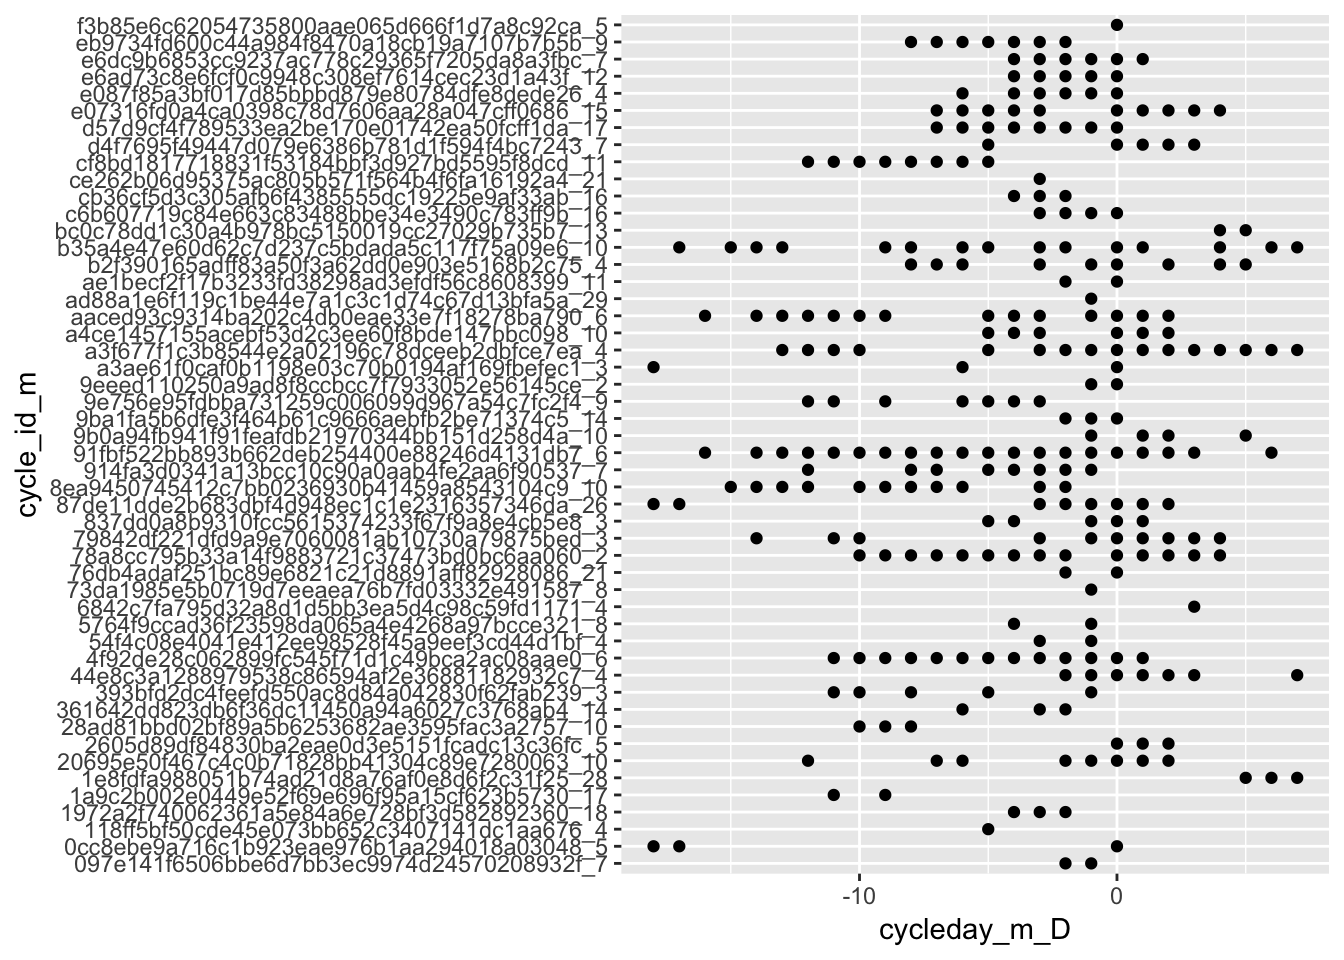 f3b85e6c62054735800aae065d666f1d7a8c92ca_5
eb9734fd600c44a984f8470a18cb19a7107b7b5b_9
e6dc9b6853cc9237ac778c29365f7205da8a3fbc_7
e6ad73c8e6fcf0c9948c308ef7614cec23d1a43f_12
e087f85a3bf017d85bbbd879e80784dfe8dede26_4
e07316fd0a4ca0398c78d7606aa28a047cff0686_15
d57d9cf4f789533ea2be170e01742ea50fcff1da_17
d4f7695f49447d079e6386b781d1f594f4bc7243_7
cf8bd1817718831f53184bbf3d927bd5595f8dcd_11
ce262b06d95375ac805b571f564b4f6fa16192a4_21
cb36cf5d3c305afb6f4385555dc19225e9af33ab_16
c6b607719c84e663c83488bbe34e3490c783ff9b_16
bc0c78dd1c30a4b978bc5150019cc27029b735b7_13
b35a4e47e60d62c7d237c5bdada5c117f75a09e6_10
b2f390165adff83a50f3a62dd0e903e5168b2c75_4
ae1becf2f17b3233fd38298ad3efdf56c8608399_11
ad88a1e6f119c1be44e7a1c3c1d74c67d13bfa5a_29
aaced93c9314ba202c4db0eae33e7f18278ba790_6
a4ce1457155acebf53d2c3ee60f8bde147bbc098_10
a3f677f1c3b8544e2a02196c78dceeb2dbfce7ea_4
a3ae61f0caf0b1198e03c70b0194af169fbefec1_3
9eeed110250a9ad8f8ccbcc7f7933052e56145ce_2
9e756e95fdbba731259c006099d967a54c7fc2f4_9
9ba1fa5b6dfe3f464b61c9666aebfb2be71374c5_14
9b0a94fb941f91feafdb21970344bb151d258d4a_10
91fbf522bb893b662deb254400e88246d4131db7_6
914fa3d0341a13bcc10c90a0aab4fe2aa6f90537_7
8ea9450745412c7bb0236930b41459a8543104c9_10
87de11dde2b683dbf4d948ec1c1e2316357346da_26
837dd0a8b9310fcc5615374233f67f9a8e4cb5e8_3
79842df221dfd9a9e7060081ab10730a79875bed_3
78a8cc795b33a14f9883721c37473bd0bc6aa060_2
76db4adaf251bc89e6821c21d8891aff82928086_21
73da1985e5b0719d7eeaea76b7fd03332e491587_8
6842c7fa795d32a8d1d5bb3ea5d4c98c59fd1171_4
5764f9ccad36f23598da065a4e4268a97bcce321_8
54f4c08e4041e412ee98528f45a9eef3cd44d1bf_4
4f92de28c062899fc545f71d1c49bca2ac08aae0_6
44e8c3a1288979538c86594af2e36881182932c7_4
393bfd2dc4feefd550ac8d84a042830f62fab239_3
361642dd823db6f36dc11450a94a6027c3768ab4_14
28ad81bbd02bf89a5b6253682ae3595fac3a2757_10
2605d89df84830ba2eae0d3e5151fcadc13c36fc_5
20695e50f467c4c0b71828bb41304c89e7280063_10
1e8fdfa988051b74ad21d8a76af0e8d6f2c31f25_28
1a9c2b002e0449e52f69e696f95a15cf623b5730_17
1972a2f740062361a5e84a6e728bf3d582892360_18
118ff5bf50cde45e073bb652c3407141dc1aa676_4
0cc8ebe9a716c1b923eae976b1aa294018a03048_5
097e141f6506bbe6d7bb3ec9974d24570208932f_7
cycle_id_m
-10 0
cycleday_m_D